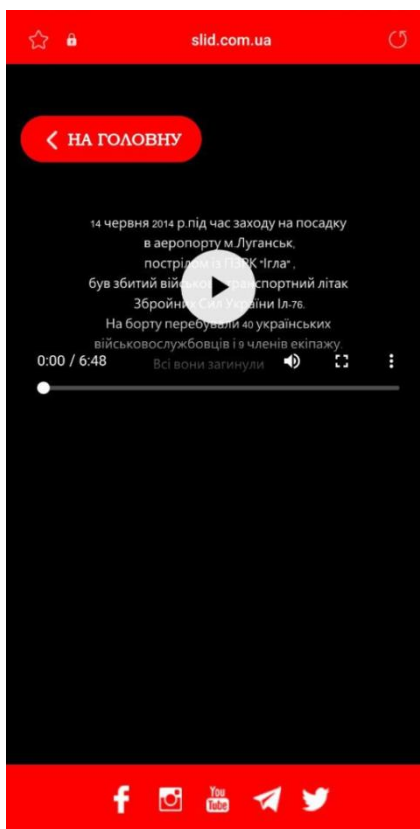 slid.com.ua
НА ГОЛОВНУ
14 червня 2014 р.під час заходу на посадку
в аеропорту м.Луганськ,
пострілом із ПЗРК "Ігла" ,
був збитий військово транспортний літак
Збройних Сил України Іл-76.
На борту перебували 40 українських
військовослужбовців і 9 членів екіпажу.
0:00 / 6:48
Всі вони загинули
You
Tube